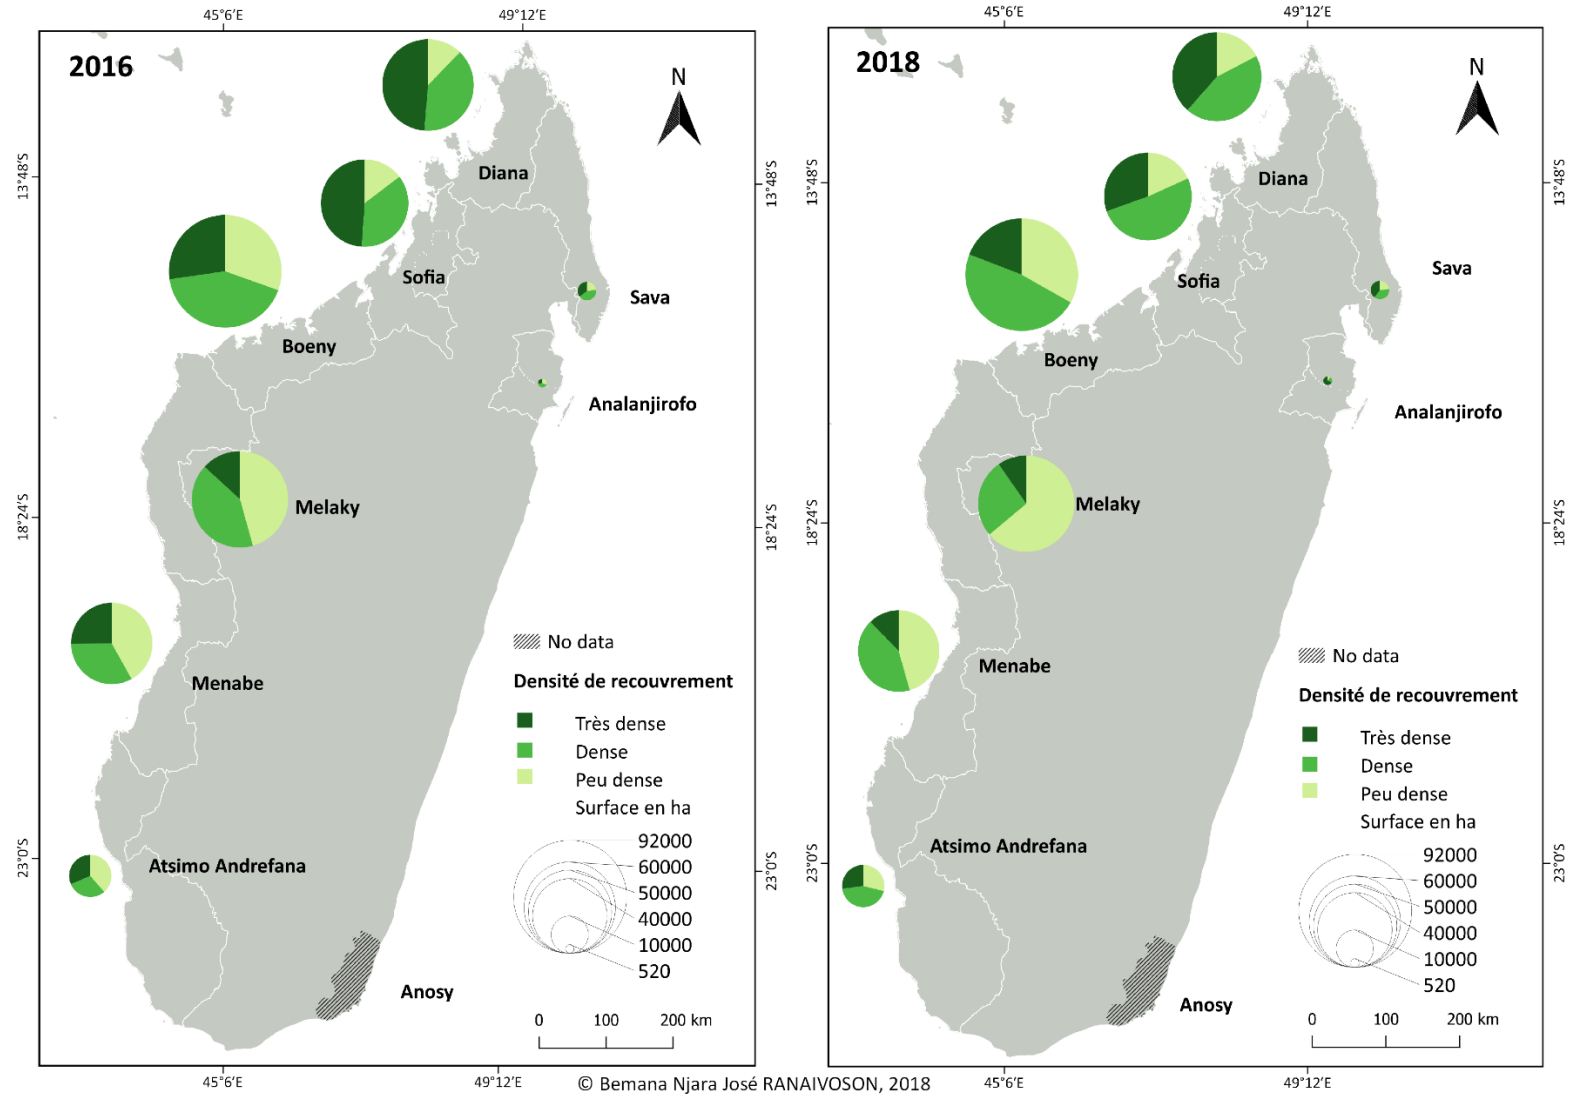 45°6'E
49°12'E
2016
N
13°48'S
13°48'S
Diana
Sofia
Sava
Boeny
Analanjirofo
Melaky
18°24'S
18°24'S
Menabe
No data
Densité de recouvrement
Très dense
Dense
Peu dense
Surface en ha
92000
60000
50000
40000
10000
520
Atsimo Andrefana
23°0'S
23°0'S
Anosy
0 100 200 km
45°6'E
49°12'E
45°6'E
49°12'E
2018
N
13°48'S
13°48'S
Diana
Sofia
Sava
Boeny
Analanjirofo
Melaky
18°24'S
18°24'S
Menabe
No data
Densité de recouvrement
Très dense
Dense
Peu dense
Surface en ha
92000
60000
50000
40000
10000
520
Atsimo Andrefana
23°0'S
23°0'S
Anosy
0 100 200 km
45°6'E
49°12'E
© Bemana Njara José RANAIVOSON, 2018